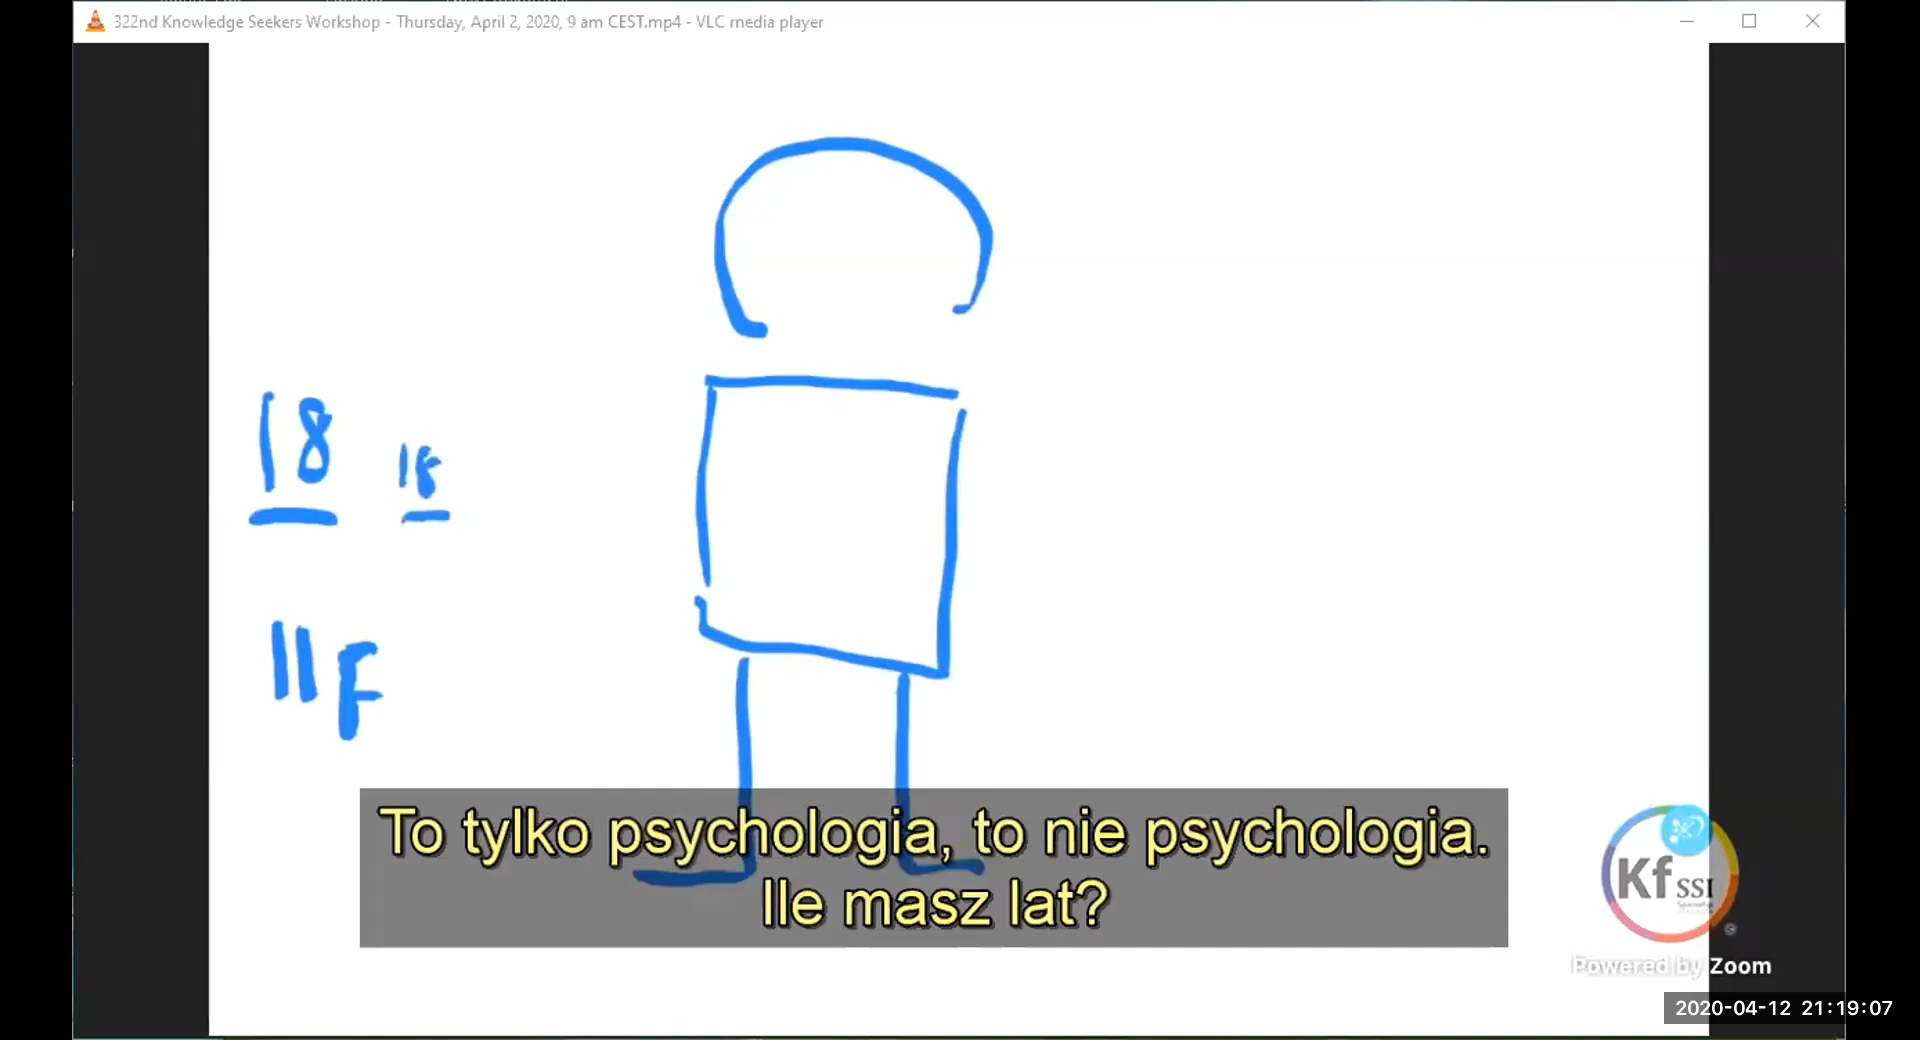 322nd Knowledge Seekers Workshop - Thursday, April 2, 2020, 9 am CEST.mp4 - VLC media player
18 18
11F
To tylko psychologia, to nie psychologia.
Ile masz lat?
Kf SSI
Powered by Zoom
2020-04-12 21:19:07